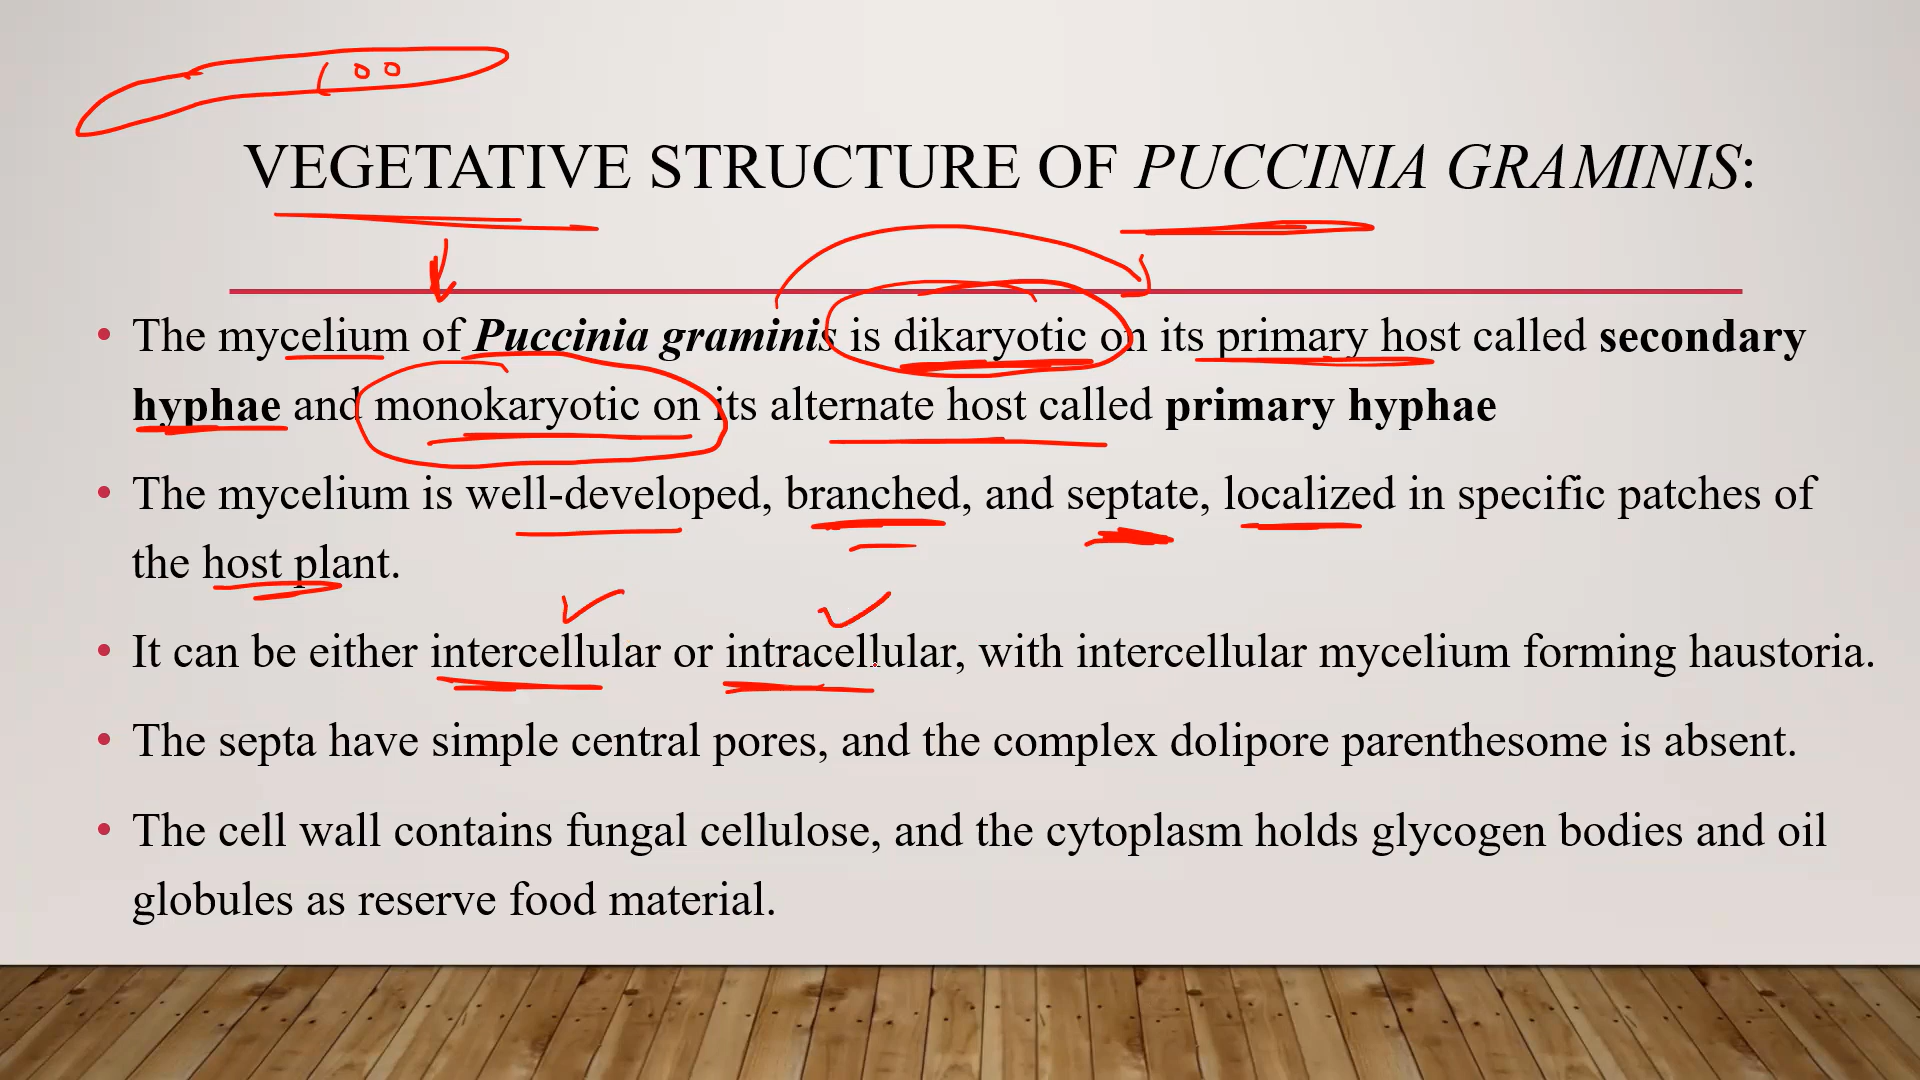 VEGETATIVE STRUCTURE OF PUCCINIA GRAMINIS:
• The mycelium of Puccinia graminis is dikaryotic on its primary host called secondary
hyphae and monokaryotic on its alternate host called primary hyphae
• The mycelium is well-developed, branched, and septate, localized in specific patches of
the host plant.
• It can be either intercellular or intracellular, with intercellular mycelium forming haustoria.
• The septa have simple central pores, and the complex dolipore parenthesome is absent.
• The cell wall contains fungal cellulose, and the cytoplasm holds glycogen bodies and oil
globules as reserve food material.